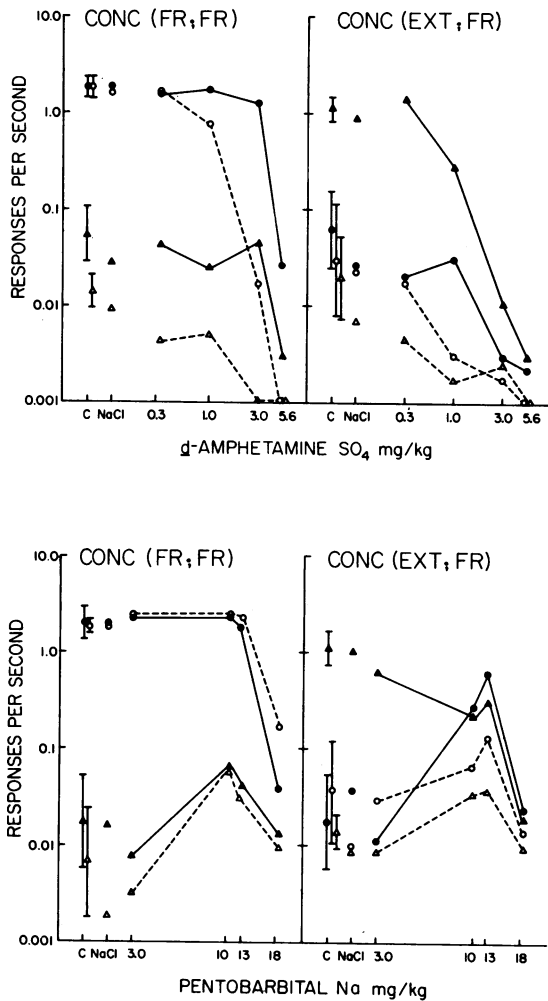 CONC (FR; FR) CONC (EXT; FR)
10.0
1.0
0.1
0.01
0.001
RESPONSES PER SECOND
C NaCl 0.3 1.0 3.0 5.6 C NaCl 0.3 1.0 3.0 5.6
d-AMPHETAMINE SO4 mg/kg
CONC (FR; FR) CONC (EXT; FR)
10.0
1.0
0.1
0.01
0.001
RESPONSES PER SECOND
C NaCl 3.0 10 13 18 C NaCl 3.0 10 13 18
PENTOBARBITAL Na mg/kg